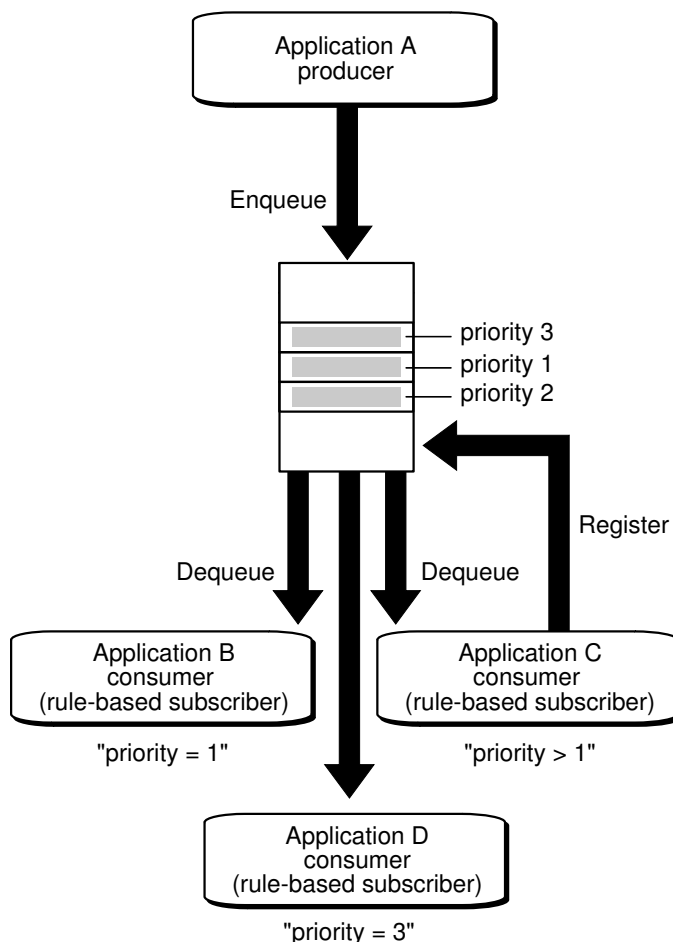 Application A
producer
Enqueue
priority 3
priority 1
priority 2
Register
Dequeue
Dequeue
Application B
consumer
(rule-based subscriber)
"priority = 1"
Application C
consumer
(rule-based subscriber)
"priority > 1"
Application D
consumer
(rule-based subscriber)
"priority = 3"